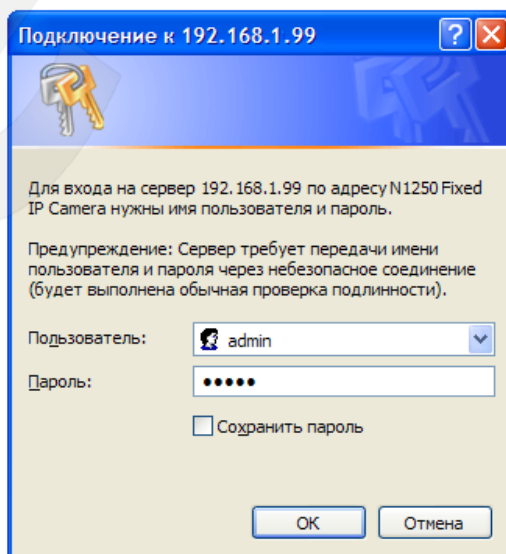 Подключение к 192.168.1.99
Для входа на сервер 192.168.1.99 по адресу N1250 Fixed
IP Camera нужны имя пользователя и пароль.
Предупреждение: Сервер требует передачи имени
пользователя и пароля через небезопасное соединение
(будет выполнена обычная проверка подлинности).
Пользователь: admin
Пароль: •••••
Сохранить пароль
ОК Отмена